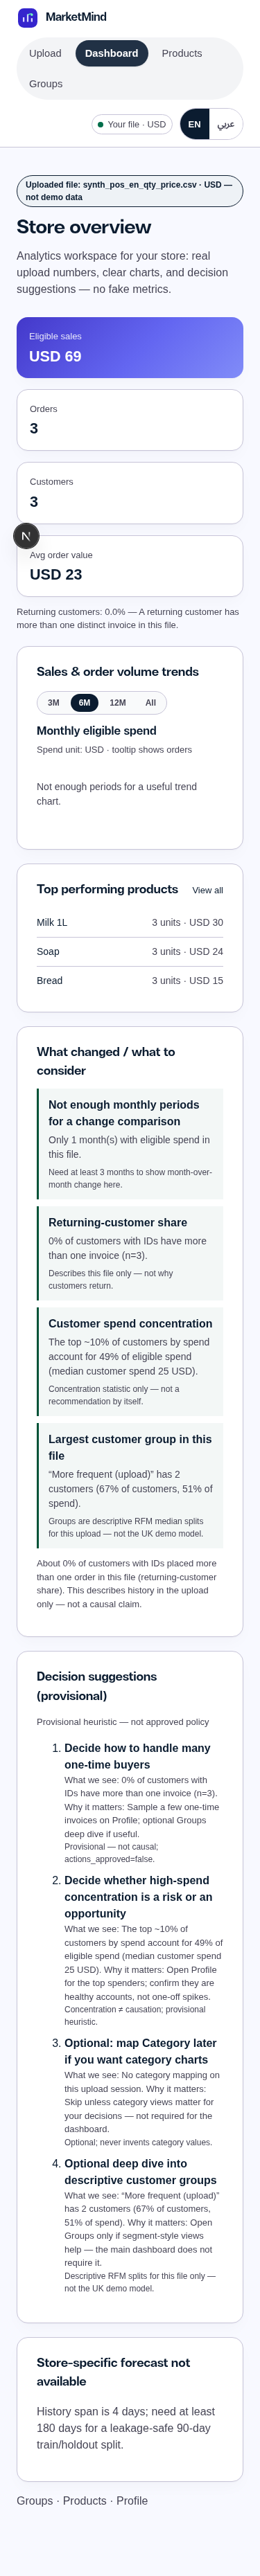 MarketMind
Upload
Dashboard
Products
Groups
Your file · USD
EN
عربي
Uploaded file: synth_pos_en_qty_price.csv · USD —
not demo data
Store overview
Analytics workspace for your store: real
upload numbers, clear charts, and decision
suggestions — no fake metrics.
Eligible sales
USD 69
Orders
3
Customers
3
N
Avg order value
USD 23
Returning customers: 0.0% — A returning customer has
more than one distinct invoice in this file.
Sales & order volume trends
3M
6M
12M
All
Monthly eligible spend
Spend unit: USD · tooltip shows orders
Not enough periods for a useful trend
chart.
Top performing products
View all
Milk 1L
3 units · USD 30
Soap
3 units · USD 24
Bread
3 units · USD 15
What changed / what to
consider
Not enough monthly periods
for a change comparison
Only 1 month(s) with eligible spend in
this file.
Need at least 3 months to show month-over-
month change here.
Returning-customer share
0% of customers with IDs have more
than one invoice (n=3).
Describes this file only — not why
customers return.
Customer spend concentration
The top ~10% of customers by spend
account for 49% of eligible spend
(median customer spend 25 USD).
Concentration statistic only — not a
recommendation by itself.
Largest customer group in this
file
“More frequent (upload)” has 2
customers (67% of customers, 51% of
spend).
Groups are descriptive RFM median splits
for this upload — not the UK demo model.
About 0% of customers with IDs placed more
than one order in this file (returning-customer
share). This describes history in the upload
only — not a causal claim.
Decision suggestions
(provisional)
Provisional heuristic — not approved policy
1. Decide how to handle many
one-time buyers
What we see: 0% of customers with
IDs have more than one invoice (n=3).
Why it matters: Sample a few one-time
invoices on Profile; optional Groups
deep dive if useful.
Provisional — not causal;
actions_approved=false.
2. Decide whether high-spend
concentration is a risk or an
opportunity
What we see: The top ~10% of
customers by spend account for 49% of
eligible spend (median customer spend
25 USD). Why it matters: Open Profile
for the top spenders; confirm they are
healthy accounts, not one-off spikes.
Concentration ≠ causation; provisional
heuristic.
3. Optional: map Category later
if you want category charts
What we see: No category mapping on
this upload session. Why it matters:
Skip unless category views matter for
your decisions — not required for the
dashboard.
Optional; never invents category values.
4. Optional deep dive into
descriptive customer groups
What we see: “More frequent (upload)”
has 2 customers (67% of customers,
51% of spend). Why it matters: Open
Groups only if segment-style views
help — the main dashboard does not
require it.
Descriptive RFM splits for this file only —
not the UK demo model.
Store-specific forecast not
available
History span is 4 days; need at least
180 days for a leakage-safe 90-day
train/holdout split.
Groups · Products · Profile